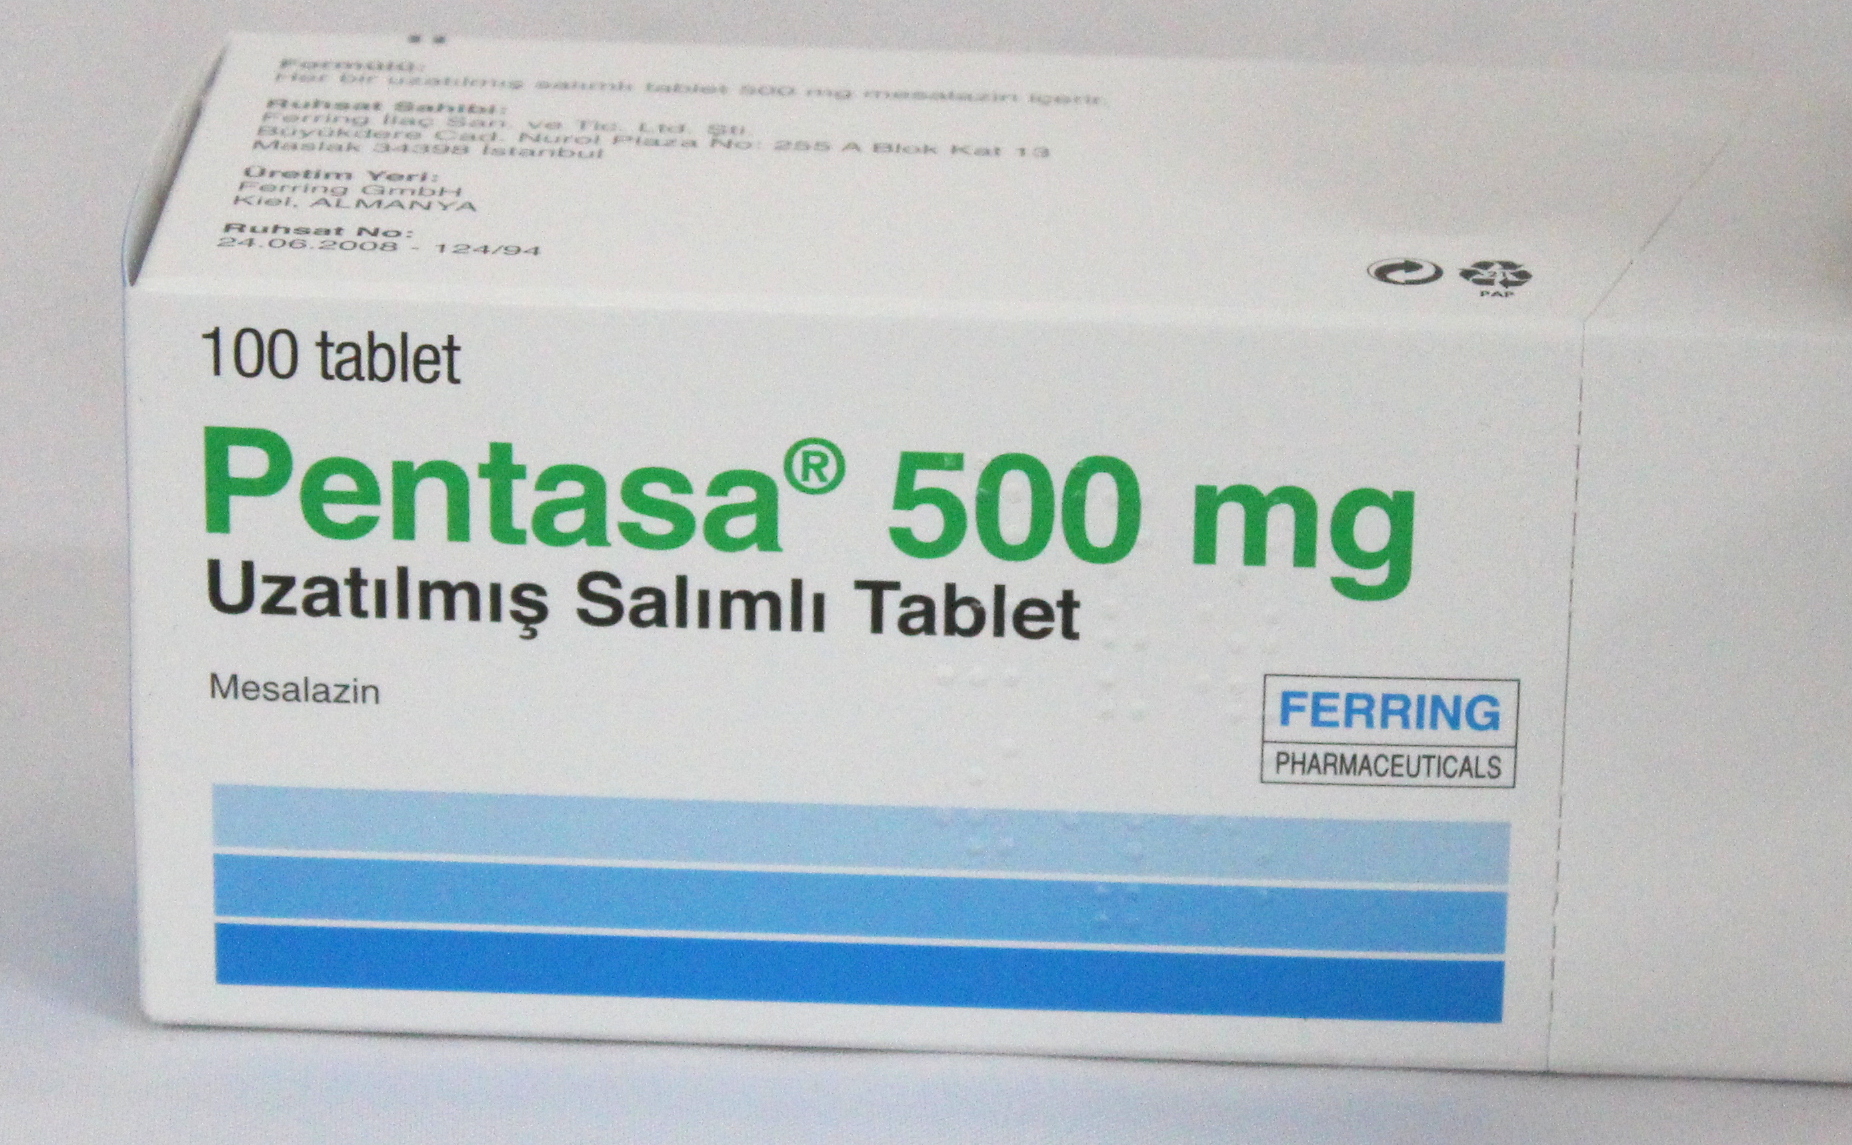 Formülü:
Her bir uzatılmış salımlı tablet 500 mg mesalazin içerir.
Ruhsat Sahibi:
Ferring İlaç San. ve Tic. Ltd. Şti.
Büyükdere Cad. Nurol Plaza No: 255 A Blok Kat 13
Maslak 34398 İstanbul
Üretim Yeri:
Ferring GmbH
Kiel, ALMANYA
Ruhsat No:
24.06.2008 - 124/94
21
PAP
100 tablet
Pentasa® 500 mg
Uzatılmış Salımlı Tablet
Mesalazin
FERRING
PHARMACEUTICALS